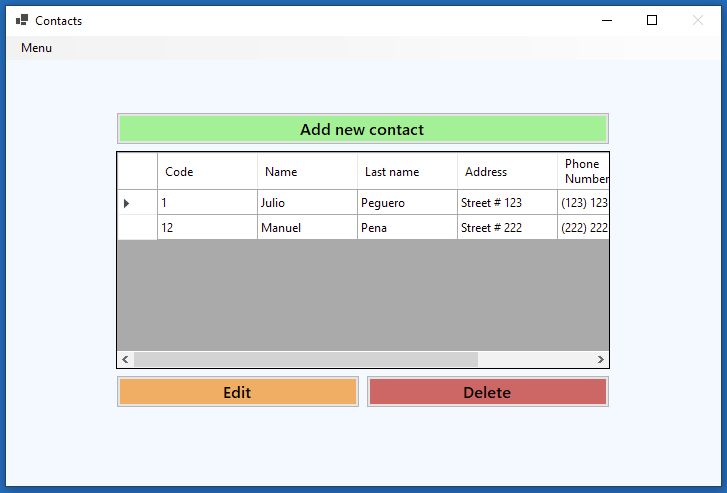 Contacts
Menu
Add new contact
Code Name Last name Address Phone Number
1 Julio Peguero Street # 123 (123) 123
12 Manuel Pena Street # 222 (222) 222
Edit Delete